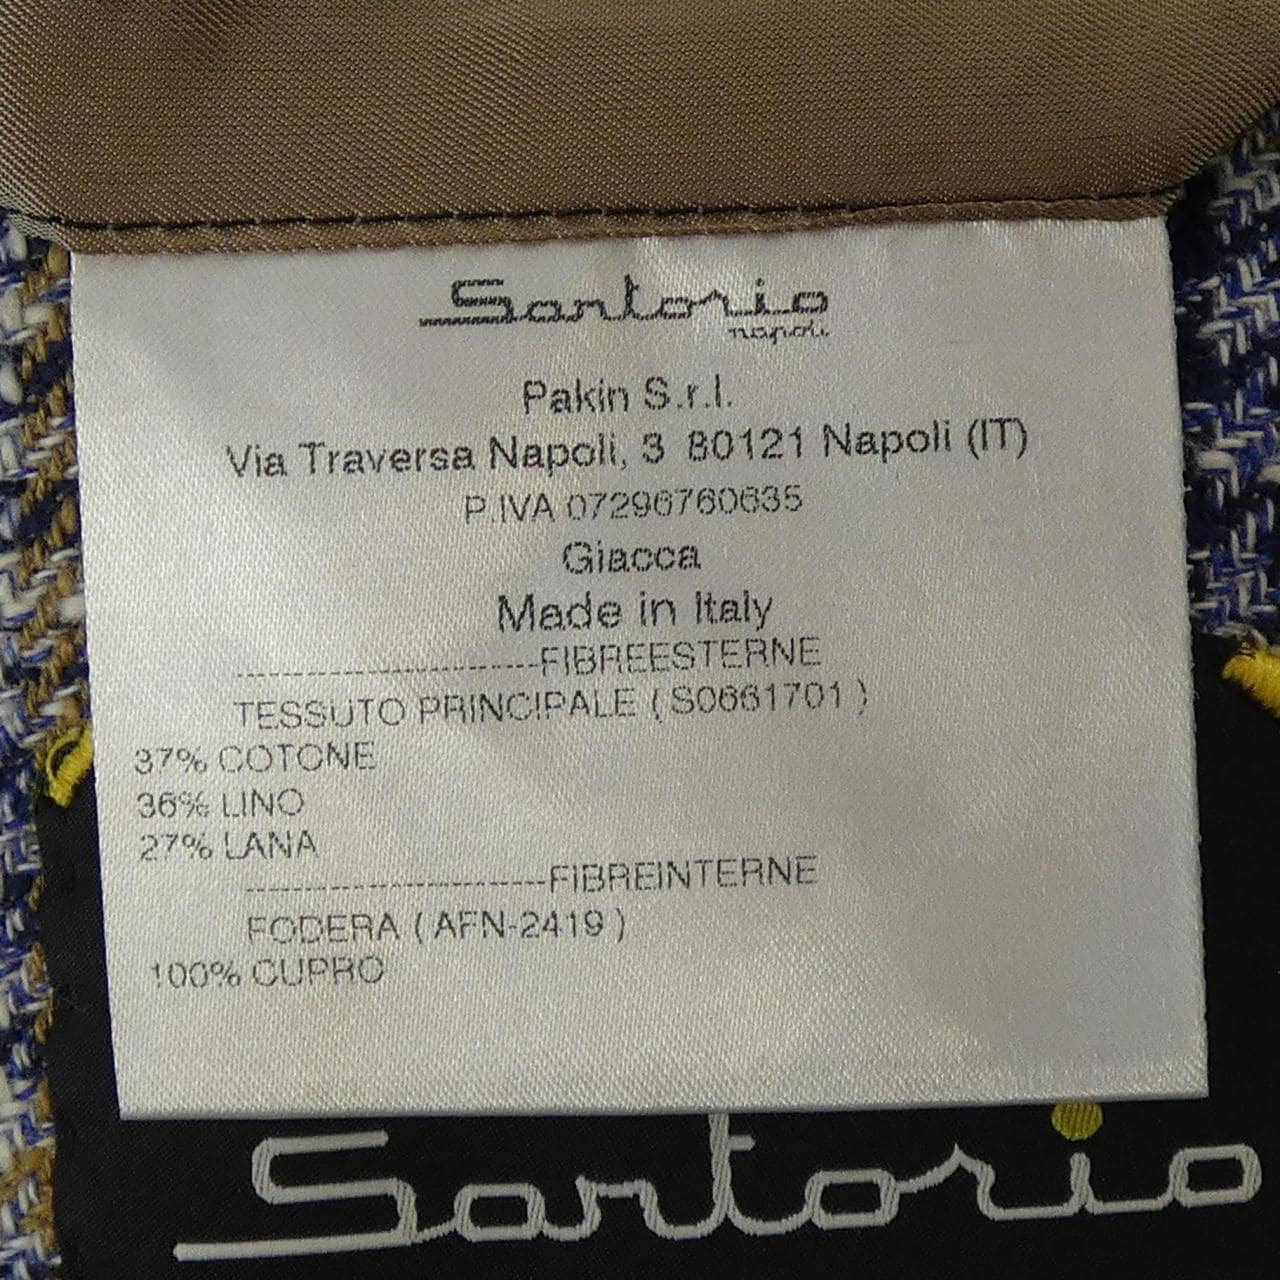 Sartorio
napoli
Pakin S.r.l.
Via Traversa Napoli, 3 80121 Napoli (IT)
P.IVA 07296760635
Giacca
Made in Italy
------------------------FIBREESTERNE
TESSUTO PRINCIPALE ( S0661701 )
37% COTONE
36% LINO
27% LANA
------------------------FIBREINTERNE
FODERA ( AFN-2419 )
100% CUPRO
Sartorio